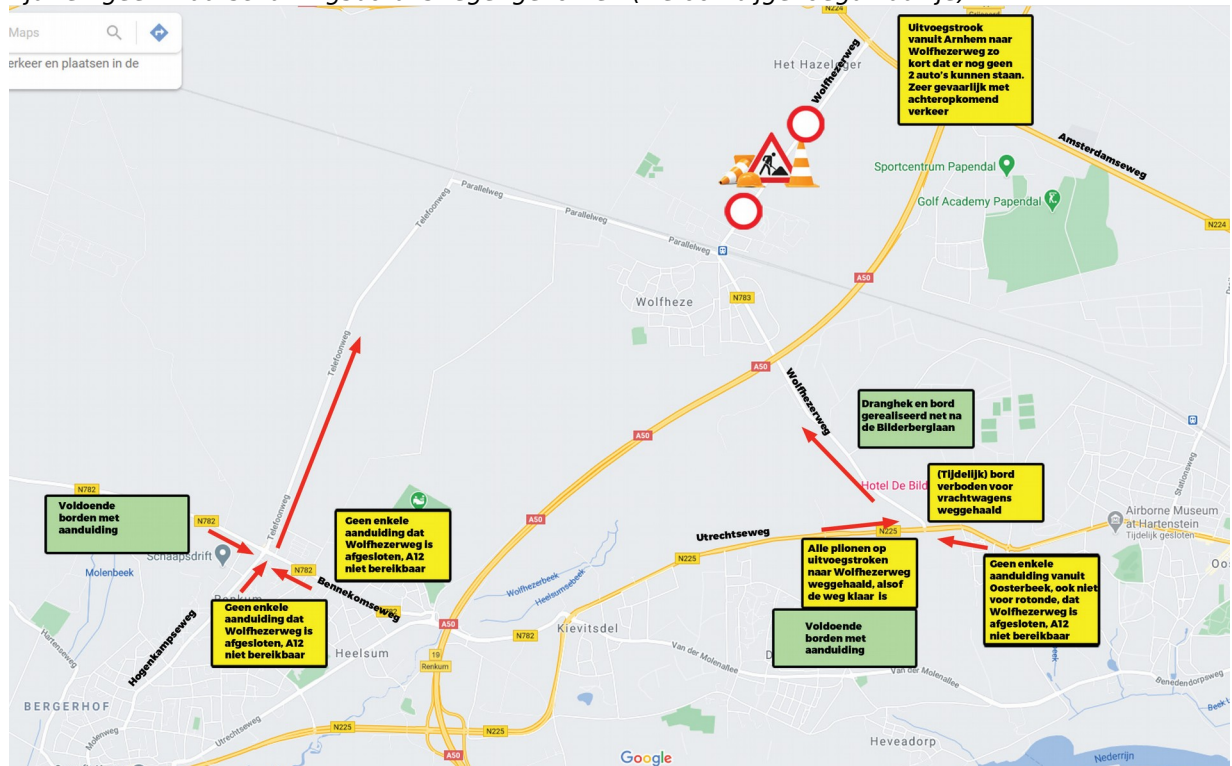 Maps
erkeer en plaatsen in de
N224
Uitvoegstrook
vanuit Arnhem naar
Wolfhezerweg zo
kort dat er nog geen
2 auto's kunnen staan.
Zeer gevaarlijk met
achteropkomend
verkeer
Het Hazeleger
Wolfhezerweg
Amsterdamseweg
Sportcentrum Papendal
Golf Academy Papendal
N224
Parallelweg
Telefoonweg
Parallelweg
Parallelweg
A50
Wolfheze
N783
Telefoonweg
A50
Wolfhezerweg
Dranghek en bord
gerealiseerd net na
de Bilderberglaan
A50
Stationsweg
(Tijdelijk) bord
verboden voor
vrachtwagens
weggehaald
Hotel De Bild
N782
Voldoende
borden met
aanduiding
N782
Telefoonweg
Geen enkele
aanduiding dat
Wolfhezerweg is
afgesloten, A12
niet bereikbaar
A50
Airborne Museum
at Hartenstein
Tijdelijk gesloten
Utrechtseweg
N225
N225
Schaapsdrift
Molenbeek
N782
Bennekomseweg
Alle pilonen op
uitvoegstroken
naar Wolfhezerweg
weggehaald, alsof
de weg klaar is
Geen enkele
aanduiding vanuit
Oosterbeek, ook niet
voor rotonde, dat
Wolfhezerweg is
afgesloten, A12
niet bereikbaar
Wolfhezerbeek
Heelsumsebeek
Renkum
Geen enkele
aanduiding dat
Wolfhezerweg is
afgesloten, A12
niet bereikbaar
A50
N782
Kievitsdel
Voldoende
borden met
aanduiding
Hartenseweg
Hogenkampseweg
Heelsum
19
Renkum
Van der Molenallee
Van der Molenallee
Benedendorpsweg
BERGERHOF
Molenweg
Utrechtseweg
N225
N225
A50
Google
Heveadorp
Nederrijn